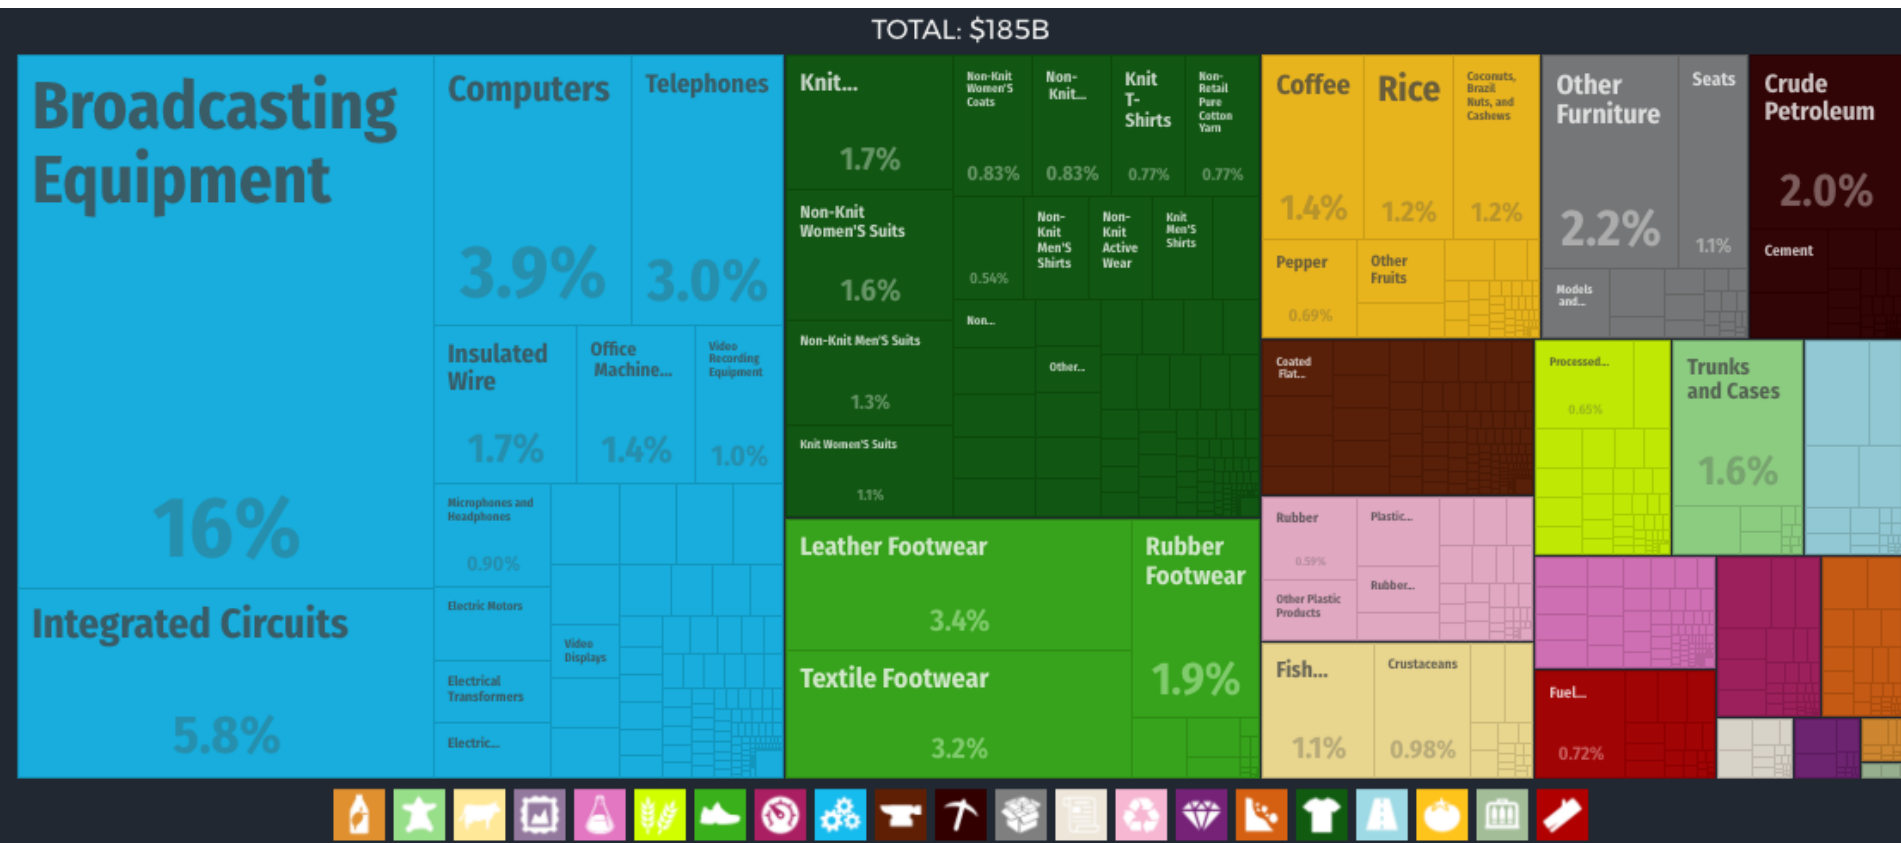 TOTAL: $185B
Broadcasting
Equipment
16%
Integrated Circuits
5.8%
Computers
3.9%
Telephones
3.0%
Insulated
Wire
1.7%
Office
Machine...
1.4%
Video
Recording
Equipment
1.0%
Microphones and
Headphones
0.90%
Electric Motors
Electrical
Transformers
Electric...
Video
Displays
Knit...
1.7%
Non-Knit
Women'S Suits
1.6%
Non-Knit Men'S Suits
1.3%
Knit Women'S Suits
1.1%
Non-Knit
Women'S
Coats
0.83%
Non-
Knit...
0.83%
Knit
T-
Shirts
0.77%
Non-
Retail
Pure
Cotton
Yarn
0.77%
0.54%
Non-
Knit
Men'S
Shirts
Non-
Knit
Active
Wear
Knit
Men'S
Shirts
Non...
Other...
Leather Footwear
3.4%
Textile Footwear
3.2%
Rubber
Footwear
1.9%
Coffee
1.4%
Rice
1.2%
Coconuts,
Brazil
Nuts, and
Cashews
1.2%
Pepper
0.69%
Other
Fruits
Other
Furniture
2.2%
Seats
1.1%
Models
and...
Crude
Petroleum
2.0%
Cement
Coated
Flat...
Processed...
0.65%
Trunks
and Cases
1.6%
Rubber
0.59%
Plastic...
Other Plastic
Products
Rubber...
Fish...
1.1%
Crustaceans
0.98%
Fuel...
0.72%